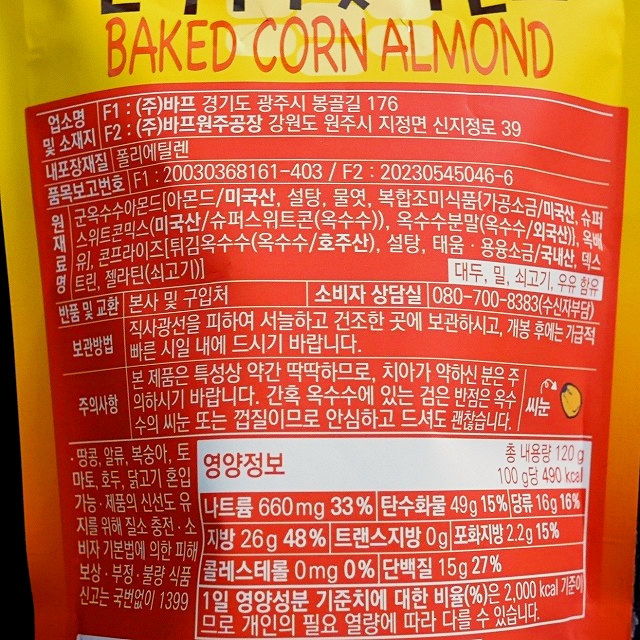 BAKED CORN ALMOND
업소명 및 소재지
F1 : (주)바프 경기도 광주시 봉골길 176
F2 : (주)바프원주공장 강원도 원주시 지정면 신지정로 39
내포장재질 폴리에틸렌
품목보고번호 F1 : 20030368161-403 / F2 : 20230545046-6
원재료명
군옥수수아몬드[아몬드/미국산, 설탕, 물엿, 복합조미식품{가공소금/미국산, 슈퍼
스위트콘믹스(미국산/슈퍼스위트콘(옥수수)), 옥수수분말(옥수수/외국산)}, 옥배
유), 콘프라이즈[튀김옥수수(옥수수/호주산), 설탕, 태움 · 용융소금/국내산, 덱스
트린, 젤라틴(쇠고기)]
대두, 밀, 쇠고기, 우유 함유
반품 및 교환 본사 및 구입처 소비자 상담실 080-700-8383(수신자부담)
보관방법
직사광선을 피하여 서늘하고 건조한 곳에 보관하시고, 개봉 후에는 가급적
빠른 시일 내에 드시기 바랍니다.
주의사항
본 제품은 특성상 약간 딱딱하므로, 치아가 약하신 분은 주
의하시기 바랍니다. 간혹 옥수수에 있는 검은 반점은 옥수
수의 씨눈 또는 껍질이므로 안심하고 드셔도 괜찮습니다.
씨눈
· 땅콩, 알류, 복숭아, 토
마토, 호두, 닭고기 혼입
가능 · 제품의 신선도 유
지를 위해 질소 충전 · 소
비자 기본법에 의한 피해
보상 · 부정 · 불량 식품
신고는 국번없이 1399
영양정보
총 내용량 120 g
100 g당 490 kcal
나트륨 660mg 33% 탄수화물 49g 15% 당류 16g 16%
지방 26g 48% 트랜스지방 0g 포화지방 2.2g 15%
콜레스테롤 0mg 0% 단백질 15g 27%
1일 영양성분 기준치에 대한 비율(%)은 2,000 kcal 기준이
므로 개인의 필요 열량에 따라 다를 수 있습니다.